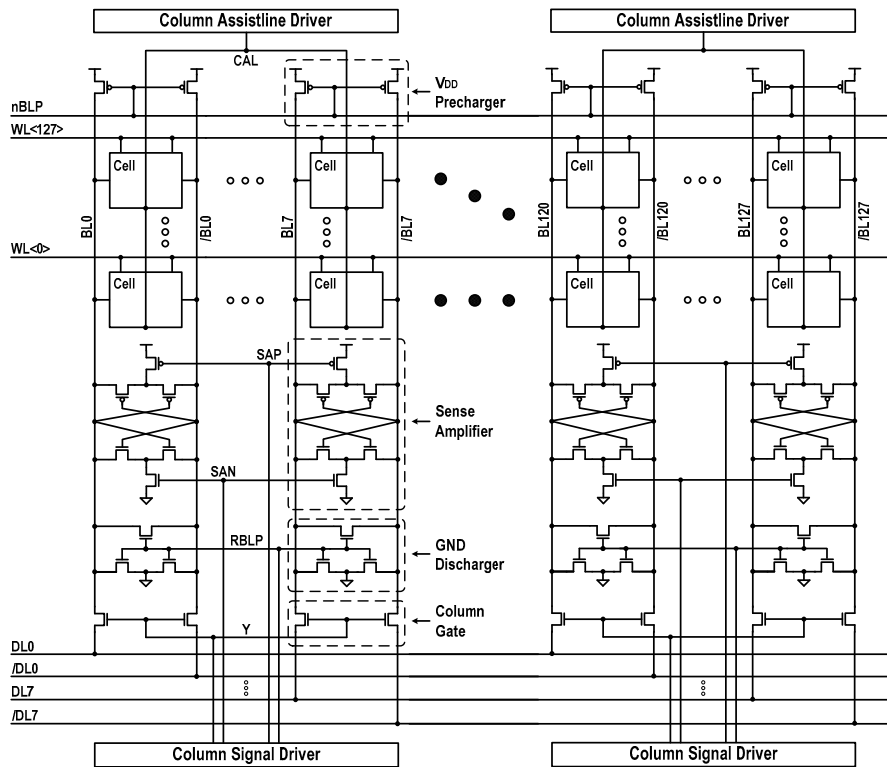 Column Assistline Driver
Column Assistline Driver
CAL
VDD
Precharger
nBLP
WL<127>
Cell
Cell
Cell
Cell
BL0
/BL0
BL7
/BL7
BL120
/BL120
BL127
/BL127
WL<0>
Cell
Cell
Cell
Cell
SAP
Sense
Amplifier
SAN
RBLP
GND
Discharger
Column
Gate
Y
DL0
/DL0
DL7
/DL7
Column Signal Driver
Column Signal Driver